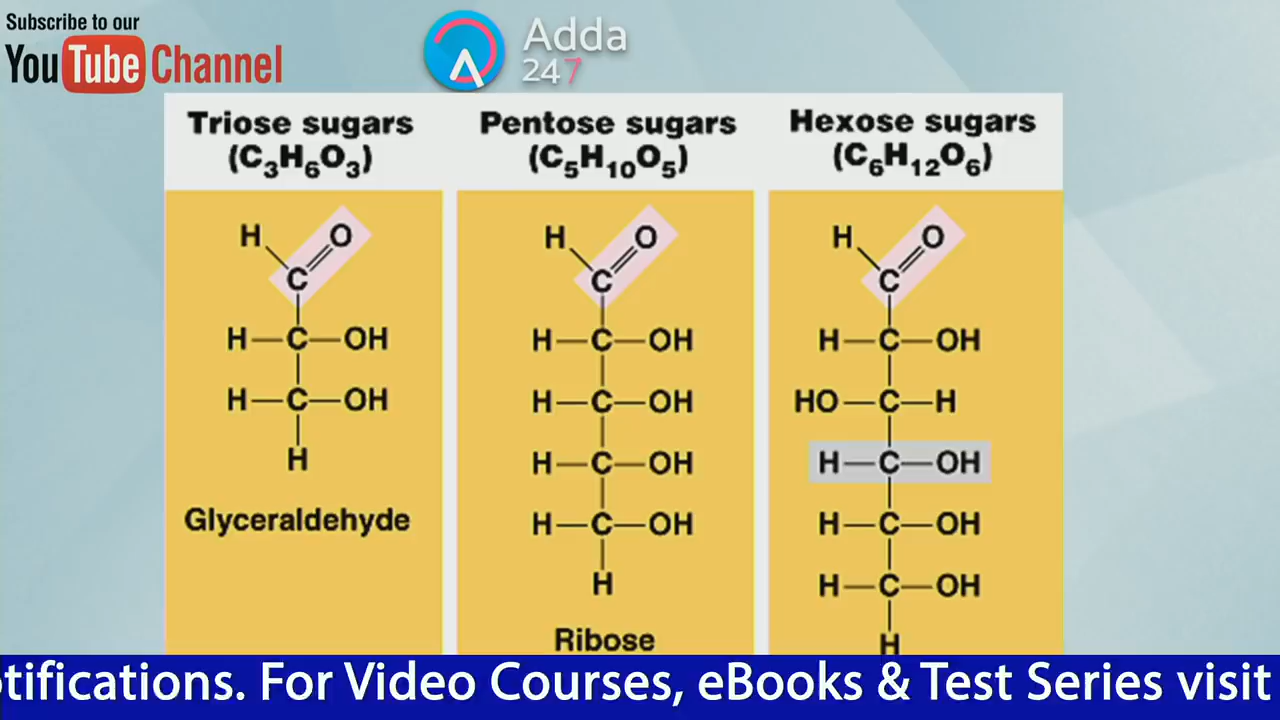 Subscribe to our
YouTube Channel
Adda
247
Triose sugars
(C₃H₆O₃)
Pentose sugars
(C₅H₁₀O₅)
Hexose sugars
(C₆H₁₂O₆)
H O
C
H—C—OH
H—C—OH
H
Glyceraldehyde
H O
C
H—C—OH
H—C—OH
H—C—OH
H—C—OH
H
Ribose
H O
C
H—C—OH
HO—C—H
H—C—OH
H—C—OH
H—C—OH
H
otifications. For Video Courses, eBooks & Test Series visit